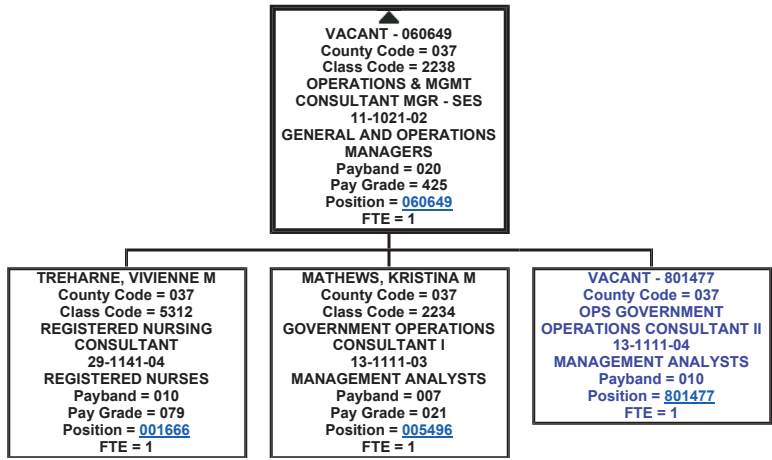 VACANT - 060649
County Code = 037
Class Code = 2238
OPERATIONS & MGMT
CONSULTANT MGR - SES
11-1021-02
GENERAL AND OPERATIONS
MANAGERS
Payband = 020
Pay Grade = 425
Position = 060649
FTE = 1
TREHARNE, VIVIENNE M
County Code = 037
Class Code = 5312
REGISTERED NURSING
CONSULTANT
29-1141-04
REGISTERED NURSES
Payband = 010
Pay Grade = 079
Position = 001666
FTE = 1
MATHEWS, KRISTINA M
County Code = 037
Class Code = 2234
GOVERNMENT OPERATIONS
CONSULTANT I
13-1111-03
MANAGEMENT ANALYSTS
Payband = 007
Pay Grade = 021
Position = 005496
FTE = 1
VACANT - 801477
County Code = 037
OPS GOVERNMENT
OPERATIONS CONSULTANT II
13-1111-04
MANAGEMENT ANALYSTS
Payband = 010
Position = 801477
FTE = 1